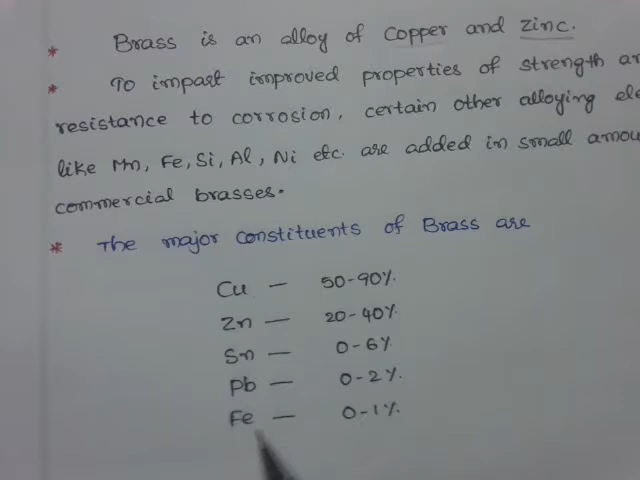 * Brass is an alloy of copper and zinc.
* To impart improved properties of strength
resistance to corrosion, certain other alloying
like Mn, Fe, Si, Al, Ni etc. are added in small
commercial brasses.
* The major constituents of Brass are
Cu — 50-90%.
Zn — 20-40%.
Sn — 0-6%
Pb — 0-2%.
Fe — 0-1%.